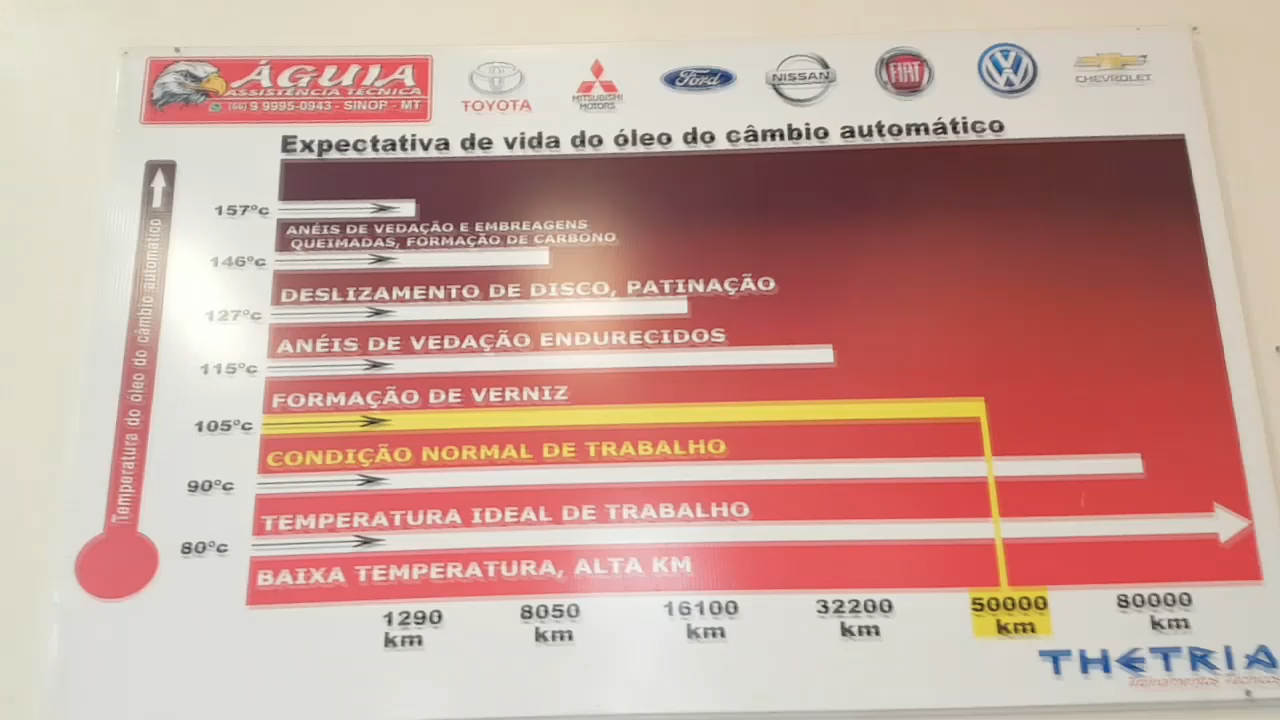 ÁGUIA
ASSISTÊNCIA TÉCNICA
(66) 9 9995-0943 - SINOP - MT
TOYOTA
MITSUBISHI
MOTORS
Ford
NISSAN
FIAT
CHEVROLET
Expectativa de vida do óleo do câmbio automático
Temperatura do óleo do câmbio automático
157ºc
ANÉIS DE VEDAÇÃO E EMBREAGENS
QUEIMADAS, FORMAÇÃO DE CARBONO
146ºc
DESLIZAMENTO DE DISCO, PATINAÇÃO
127ºc
ANÉIS DE VEDAÇÃO ENDURECIDOS
115ºc
FORMAÇÃO DE VERNIZ
105ºc
CONDIÇÃO NORMAL DE TRABALHO
90ºc
TEMPERATURA IDEAL DE TRABALHO
80ºc
BAIXA TEMPERATURA, ALTA KM
1290 km
8050 km
16100 km
32200 km
50000 km
80000 km
THETRIA
Treinamentos Técnicos